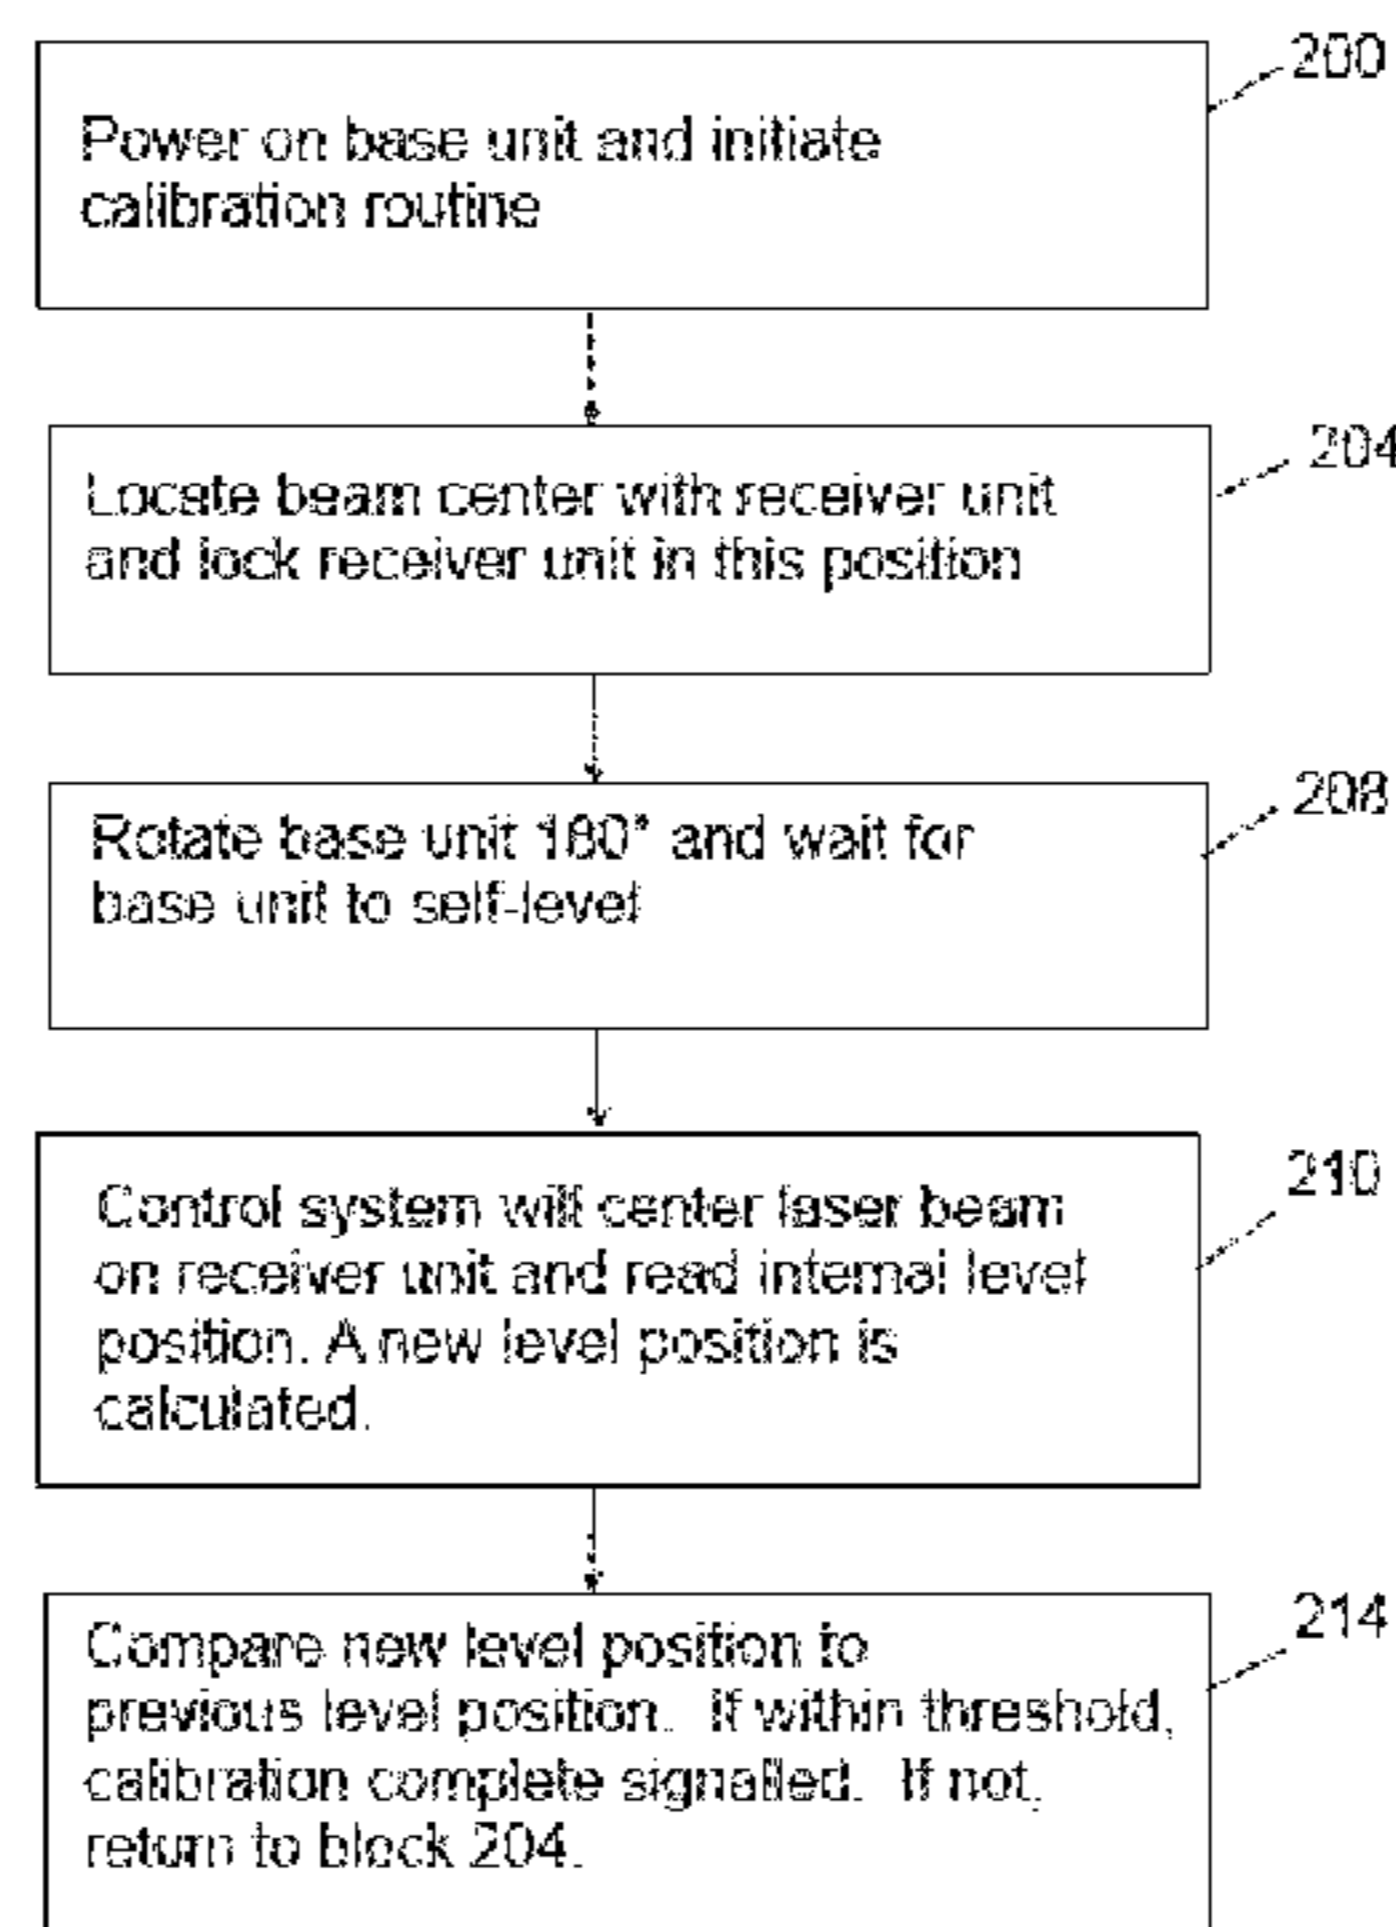 200
Power on base unit and initiate
calibration routine
204
Locate beam center with receiver unit
and lock receiver unit in this position
208
Rotate base unit 180° and wait for
base unit to self-level
210
Control system will center laser beam
on receiver unit and read internal level
position. A new level position is
calculated.
214
Compare new level position to
previous level position. If within threshold,
calibration complete signalled. If not,
return to block 204.